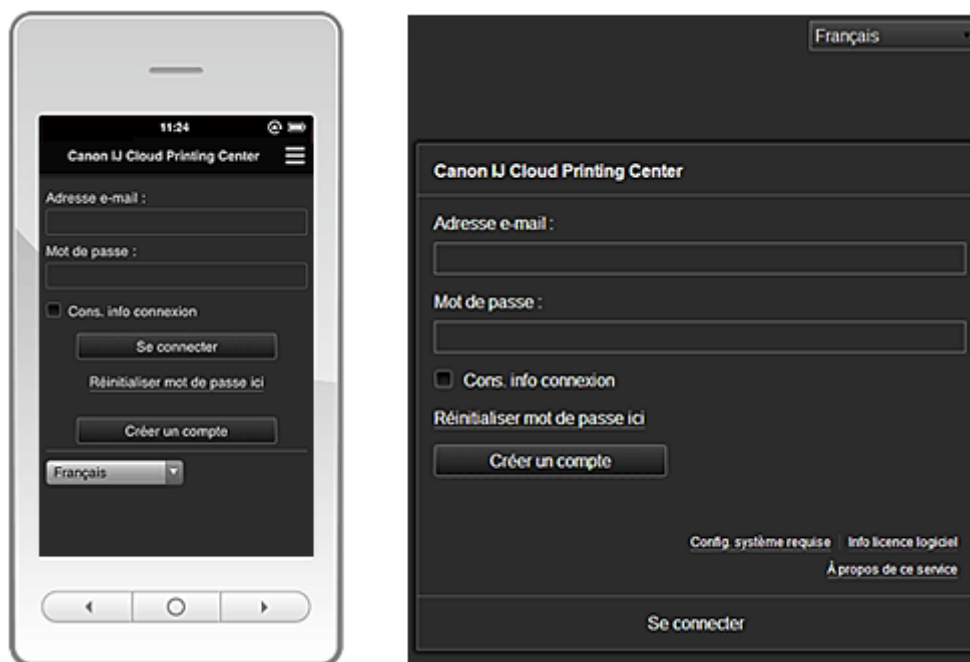 11:24
Canon IJ Cloud Printing Center
Adresse e-mail :
Mot de passe :
Cons. info connexion
Se connecter
Réinitialiser mot de passe ici
Créer un compte
Français
Français
Canon IJ Cloud Printing Center
Adresse e-mail :
Mot de passe :
Cons. info connexion
Réinitialiser mot de passe ici
Créer un compte
Config. système requise Info licence logiciel
À propos de ce service
Se connecter